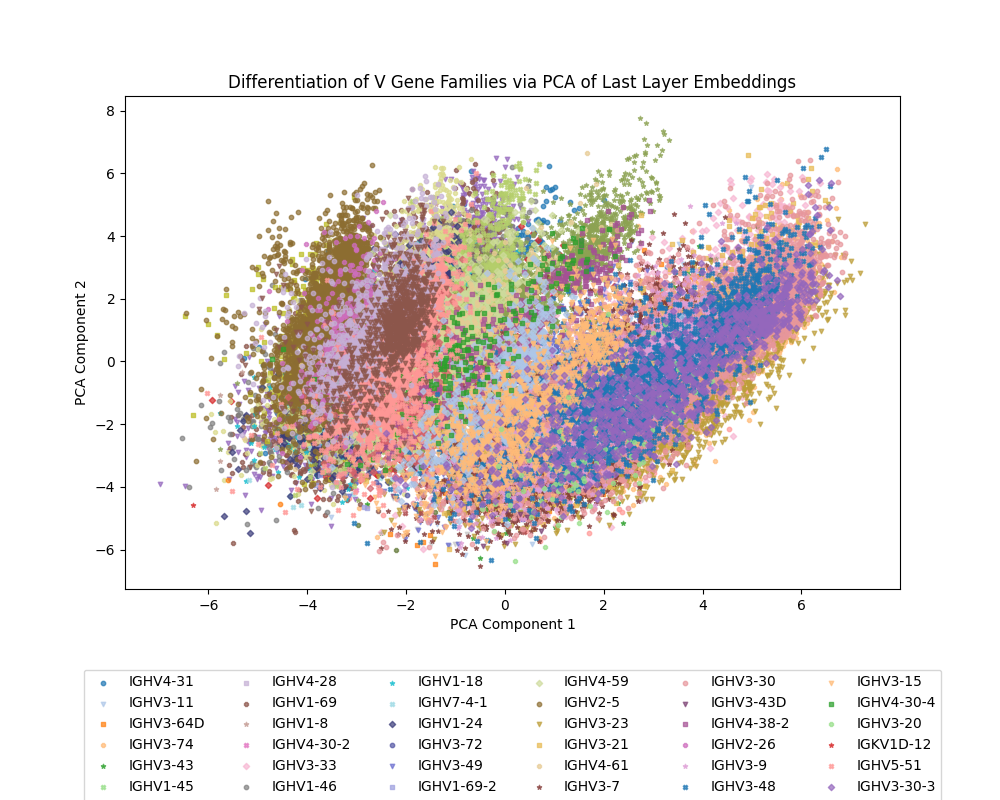 Differentiation of V Gene Families via PCA of Last Layer Embeddings
8
6
4
2
0
−2
−4
−6
PCA Component 2
−6 −4 −2 0 2 4 6
PCA Component 1
IGHV4-31 IGHV4-28 IGHV1-18 IGHV4-59 IGHV3-30 IGHV3-15
IGHV3-11 IGHV1-69 IGHV7-4-1 IGHV2-5 IGHV3-43D IGHV4-30-4
IGHV3-64D IGHV1-8 IGHV1-24 IGHV3-23 IGHV4-38-2 IGHV3-20
IGHV3-74 IGHV4-30-2 IGHV3-72 IGHV3-21 IGHV2-26 IGKV1D-12
IGHV3-43 IGHV3-33 IGHV3-49 IGHV4-61 IGHV3-9 IGHV5-51
IGHV1-45 IGHV1-46 IGHV1-69-2 IGHV3-7 IGHV3-48 IGHV3-30-3